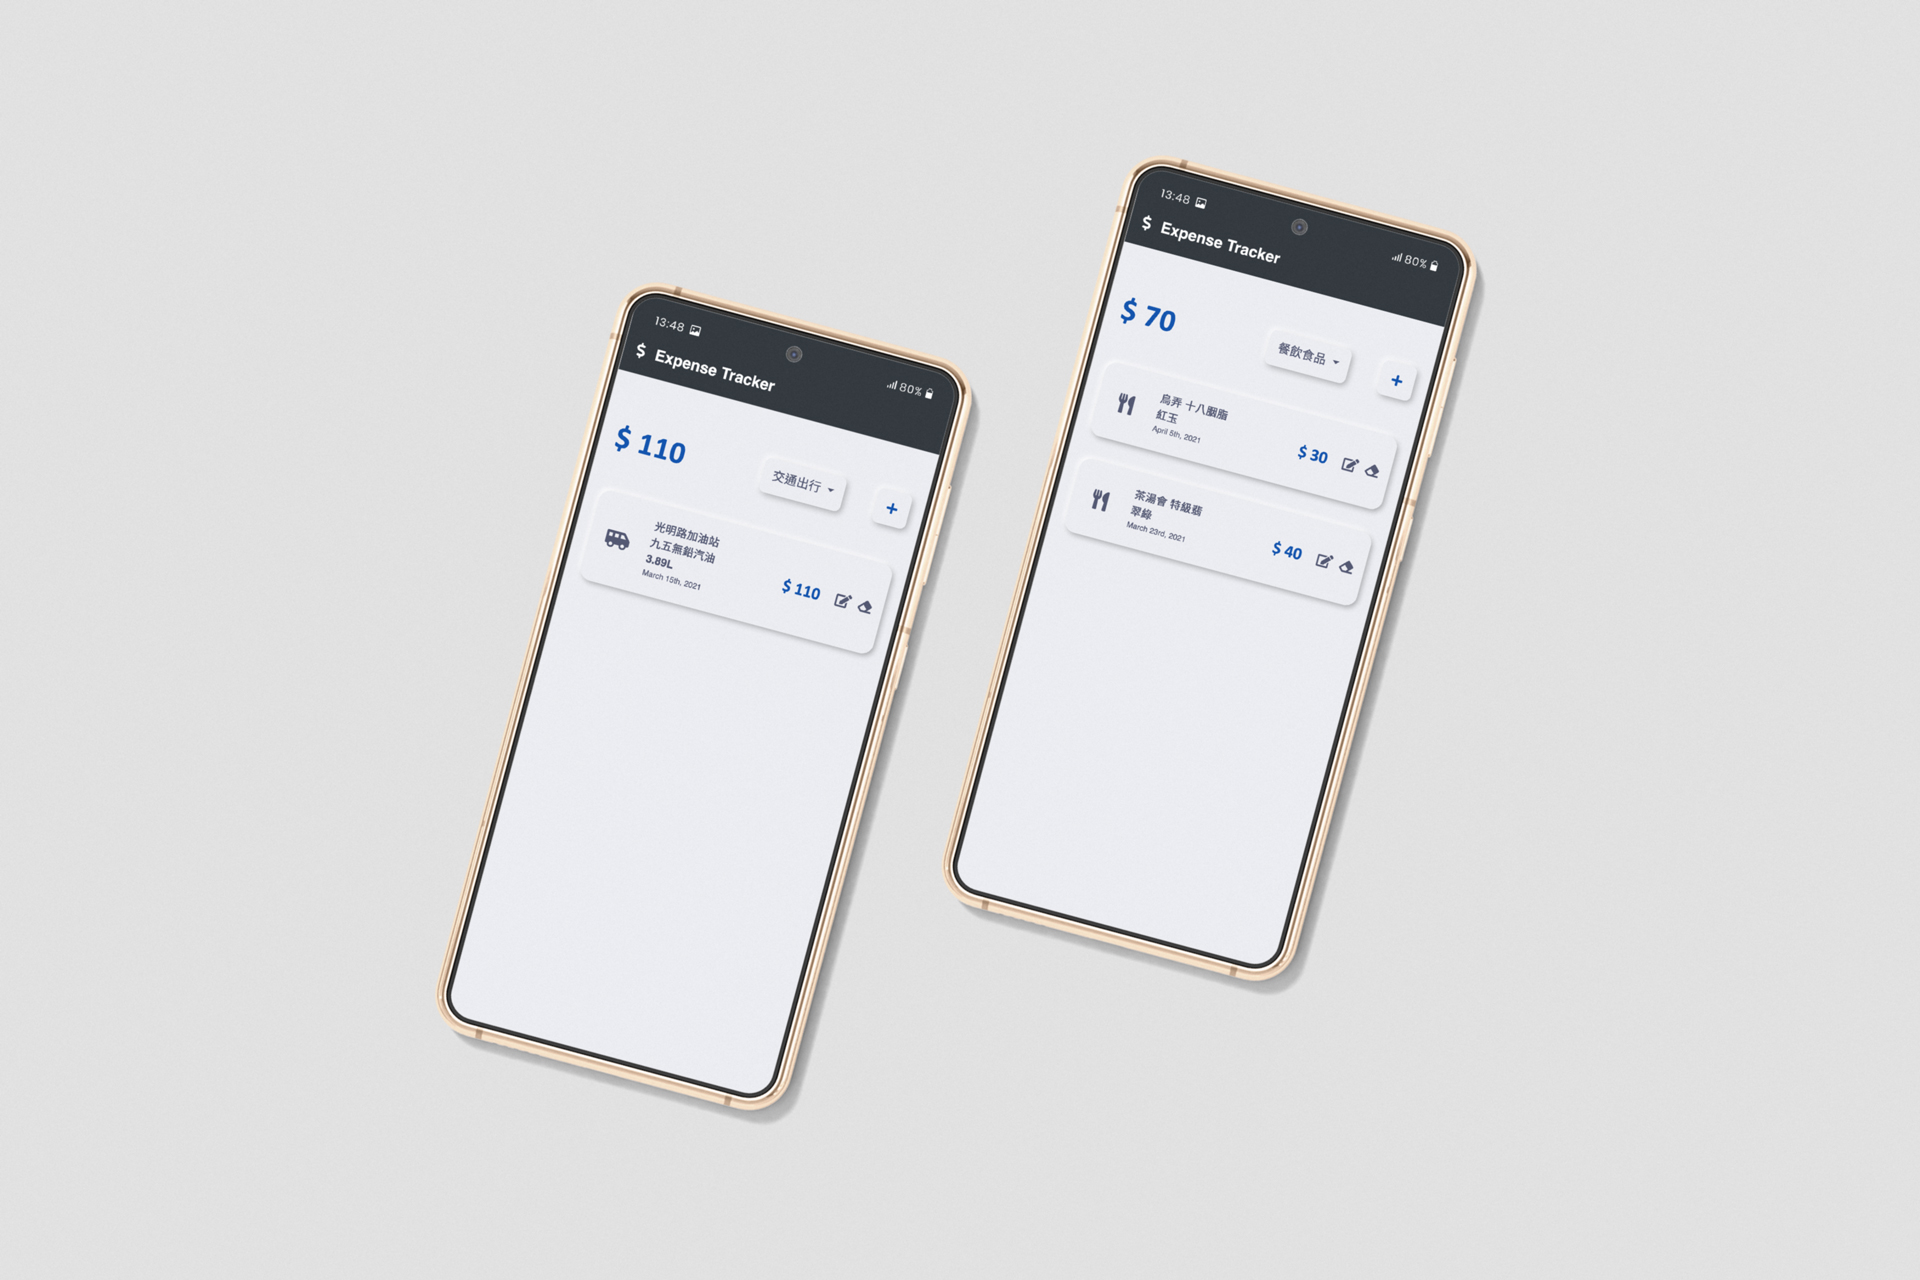 13:48
80%
$ Expense Tracker
$ 110
交通出行
+
光明路加油站
九五無鉛汽油
3.89L
March 15th, 2021
$ 110
13:48
80%
$ Expense Tracker
$ 70
餐飲食品
+
烏弄 十八胭脂
紅玉
April 5th, 2021
$ 30
茶湯會 特級翡
翠綠
March 23rd, 2021
$ 40